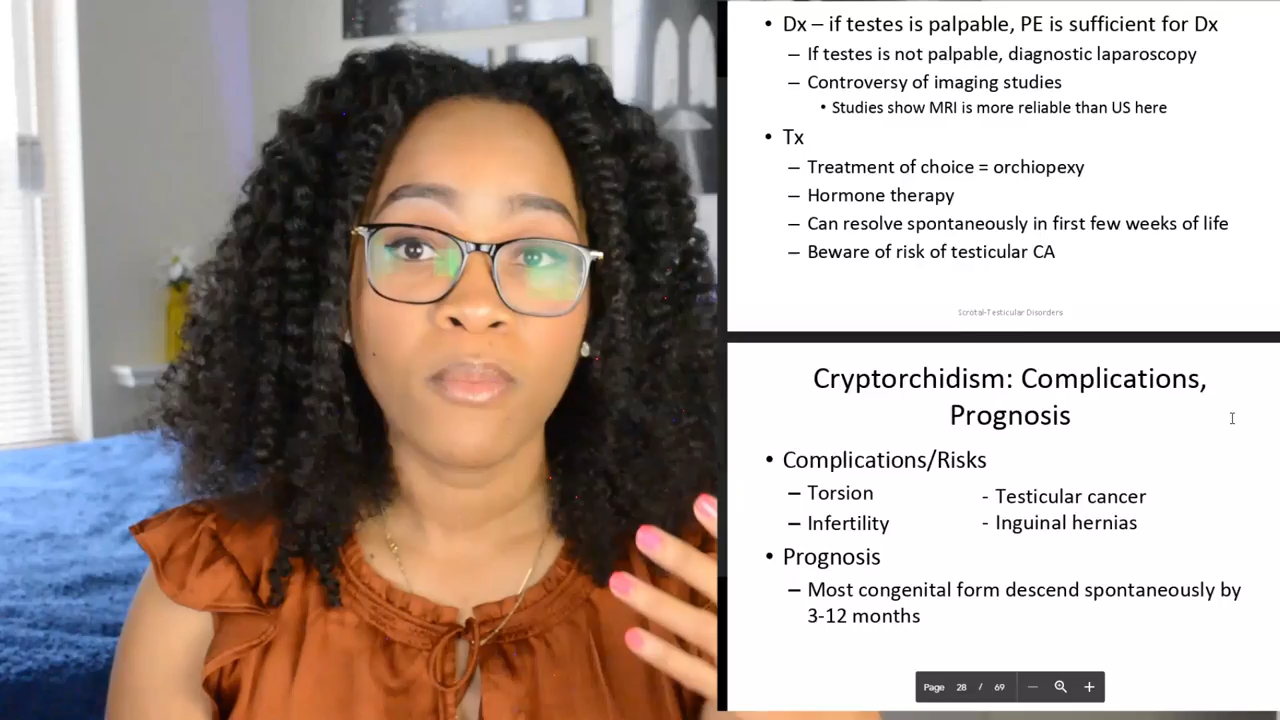 • Dx – if testes is palpable, PE is sufficient for Dx
– If testes is not palpable, diagnostic laparoscopy
– Controversy of imaging studies
• Studies show MRI is more reliable than US here
• Tx
– Treatment of choice = orchiopexy
– Hormone therapy
– Can resolve spontaneously in first few weeks of life
– Beware of risk of testicular CA
Scrotal-Testicular Disorders
Cryptorchidism: Complications,
Prognosis
• Complications/Risks
– Torsion - Testicular cancer
– Infertility - Inguinal hernias
• Prognosis
– Most congenital form descend spontaneously by
3-12 months
Page 28 / 69